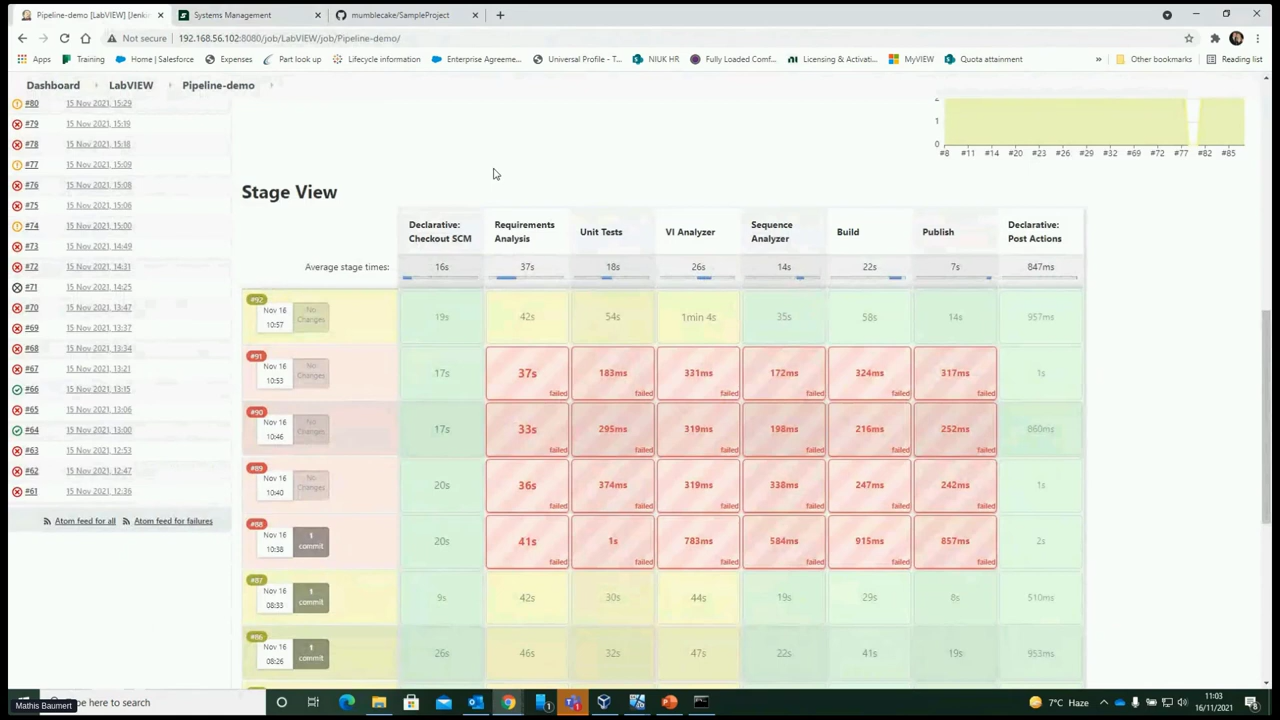 Pipeline-demo [LabVIEW] [Jenki
Systems Management
mumblecake/SampleProject
Not secure
192.168.56.102:8080/job/LabVIEW/job/Pipeline-demo/
Apps
Training
Home | Salesforce
Expenses
Part look up
Lifecycle information
Enterprise Agreeme...
Universal Profile - T...
NIUK HR
Fully Loaded Comf...
Licensing & Activati...
MyVIEW
Quota attainment
»
Other bookmarks
Reading list
Dashboard
LabVIEW
Pipeline-demo
#80 15 Nov 2021, 15:29
#79 15 Nov 2021, 15:19
#78 15 Nov 2021, 15:18
#77 15 Nov 2021, 15:09
#76 15 Nov 2021, 15:08
#75 15 Nov 2021, 15:06
#74 15 Nov 2021, 15:00
#73 15 Nov 2021, 14:49
#72 15 Nov 2021, 14:31
#71 15 Nov 2021, 14:25
#70 15 Nov 2021, 13:47
#69 15 Nov 2021, 13:37
#68 15 Nov 2021, 13:34
#67 15 Nov 2021, 13:21
#66 15 Nov 2021, 13:15
#65 15 Nov 2021, 13:06
#64 15 Nov 2021, 13:00
#63 15 Nov 2021, 12:53
#62 15 Nov 2021, 12:47
#61 15 Nov 2021, 12:36
Atom feed for all
Atom feed for failures
2
1
0
#8 #11 #14 #20 #23 #26 #29 #32 #69 #72 #77 #82 #85
Stage View
Declarative:
Checkout SCM
Requirements
Analysis
Unit Tests
VI Analyzer
Sequence
Analyzer
Build
Publish
Declarative:
Post Actions
Average stage times:
16s 37s 18s 26s 14s 22s 7s 847ms
#92
Nov 16
10:57
No
Changes
19s 42s 54s 1min 4s 35s 58s 14s 957ms
#91
Nov 16
10:53
No
Changes
17s 37s 183ms 331ms 172ms 324ms 317ms 1s
failed failed failed failed failed failed
#90
Nov 16
10:46
No
Changes
17s 33s 295ms 319ms 198ms 216ms 252ms 860ms
failed failed failed failed failed failed
#89
Nov 16
10:40
No
Changes
20s 36s 374ms 319ms 338ms 247ms 242ms 1s
failed failed failed failed failed failed
#88
Nov 16
10:38
1
commit
20s 41s 1s 783ms 584ms 915ms 857ms 2s
failed failed failed failed failed failed
#87
Nov 16
08:33
1
commit
9s 42s 30s 44s 19s 29s 8s 510ms
#86
Nov 16
08:26
1
commit
26s 46s 32s 47s 22s 41s 19s 953ms
Mathis Baumert
pe here to search
7°C Haze
11:03
16/11/2021